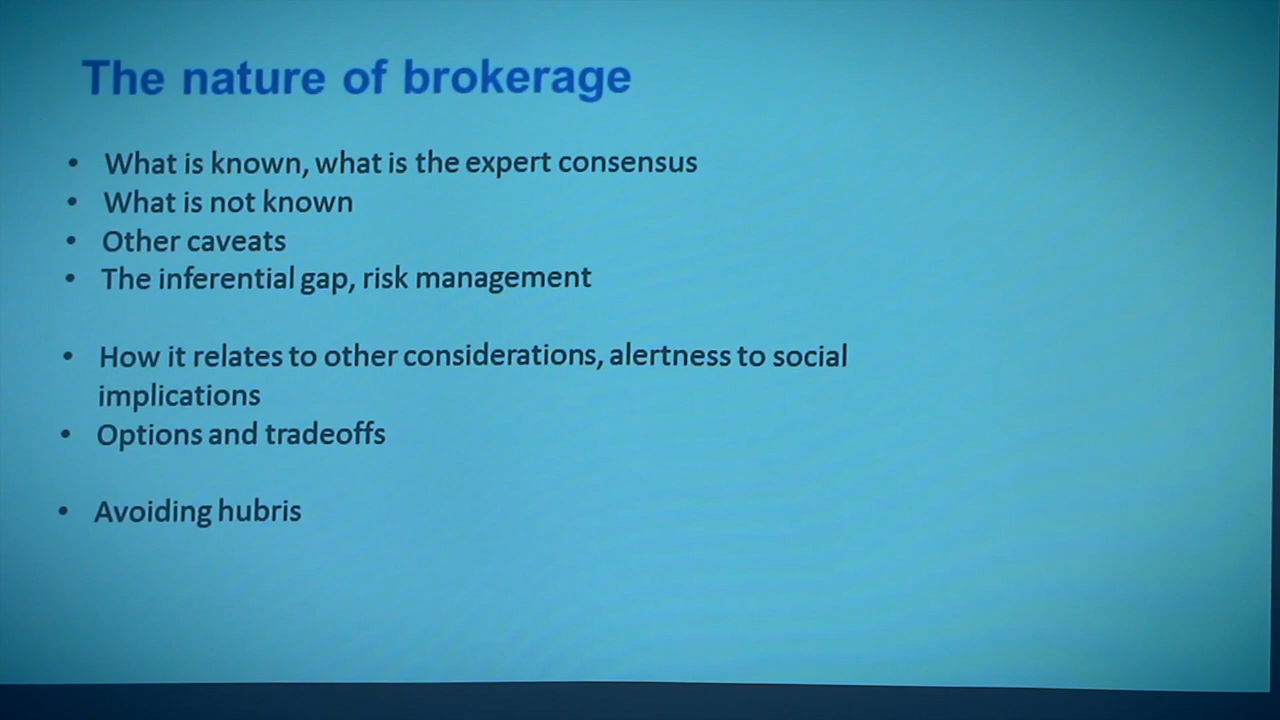 The nature of brokerage
• What is known, what is the expert consensus
• What is not known
• Other caveats
• The inferential gap, risk management
• How it relates to other considerations, alertness to social
implications
• Options and tradeoffs
• Avoiding hubris